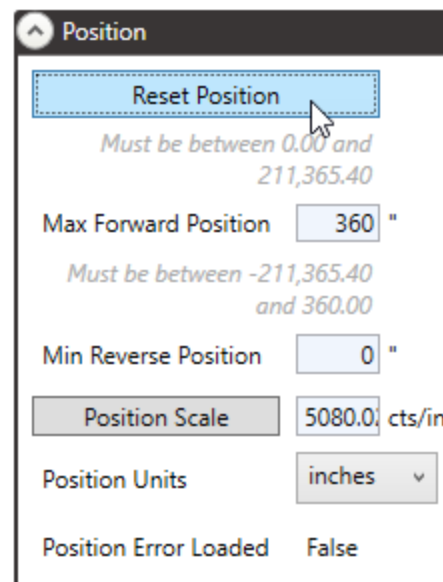 Position
Reset Position
Must be between 0.00 and
211,365.40
Max Forward Position 360 "
Must be between -211,365.40
and 360.00
Min Reverse Position 0 "
Position Scale 5080.02 cts/in
Position Units inches
Position Error Loaded False